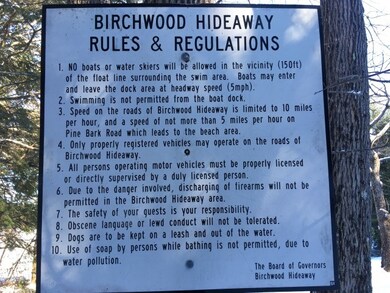 BIRCHWOOD HIDEAWAY
RULES & REGULATIONS
1. NO boats or water skiers will be allowed in the vicinity (150ft)
of the float line surrounding the swim area. Boats may enter
and leave the dock area at headway speed (5mph).
2. Swimming is not permitted from the boat dock.
3. Speed on the roads of Birchwood Hideaway is limited to 10 miles
per hour, and a speed of not more than 5 miles per hour on
Pine Bark Road which leads to the beach area.
4. Only properly registered vehicles may operate on the roads of
Birchwood Hideaway.
5. All persons operating motor vehicles must be properly licensed
or directly supervised by a duly licensed person.
6. Due to the danger involved, discharging of firearms will not be
permitted in the Birchwood Hideaway area.
7. The safety of your guests is your responsibility.
8. Obscene language or lewd conduct will not be tolerated.
9. Dogs are to be kept on a leash and out of the water.
10. Use of soap by persons while bathing is not permitted, due to
water pollution.
The Board of Governors
Birchwood Hideaway